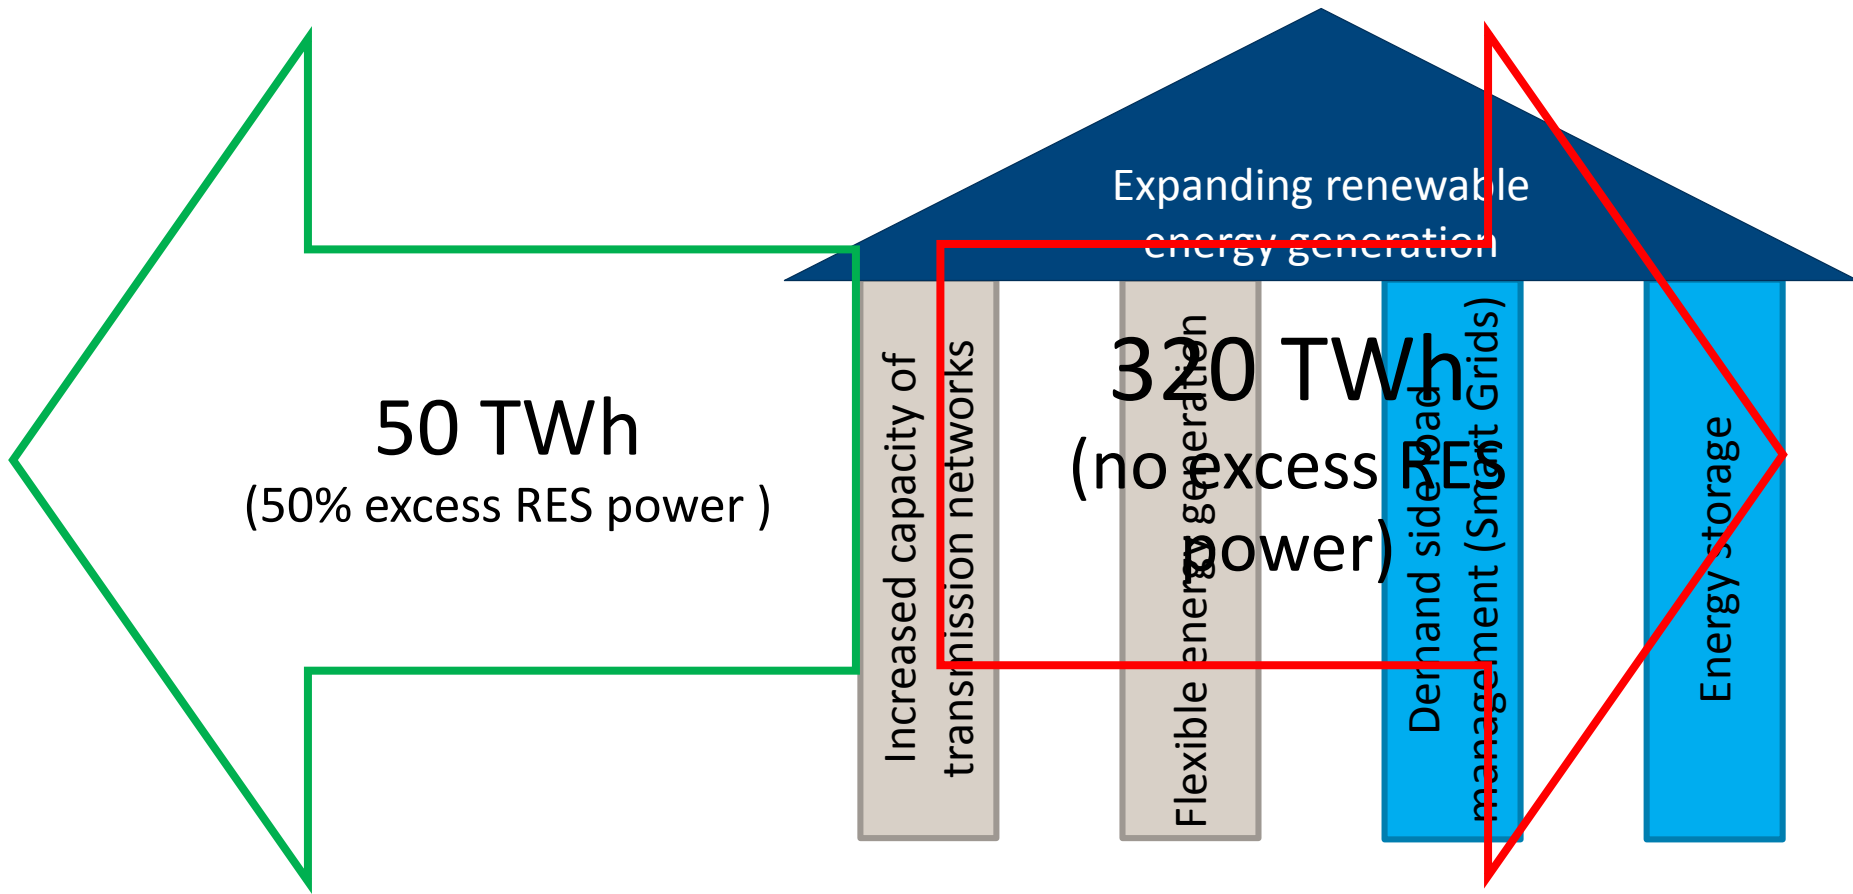 Expanding renewable
energy generation
50 TWh
(50% excess RES power )
320 TWh
(no excess RES
power)
Increased capacity of
transmission networks
Flexible energy generation
Demand side load
management (Smart Grids)
Energy storage